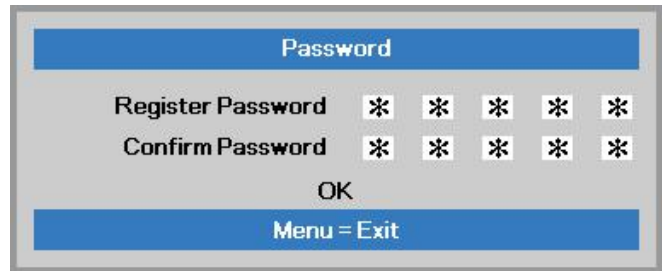 Password
Register Password * * * * *
Confirm Password * * * * *
OK
Menu = Exit